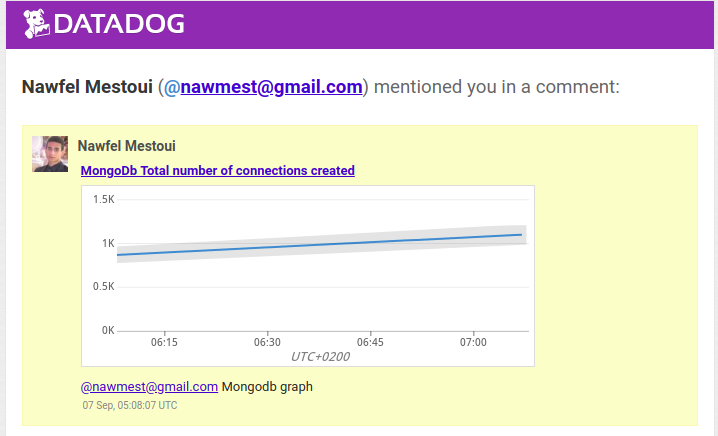 DATADOG
Nawfel Mestoui (@nawmest@gmail.com) mentioned you in a comment:
Nawfel Mestoui
MongoDb Total number of connections created
1.5K
1K
0.5K
0K
06:15 06:30 06:45 07:00
UTC+0200
@nawmest@gmail.com Mongodb graph
07 Sep, 05:08:07 UTC